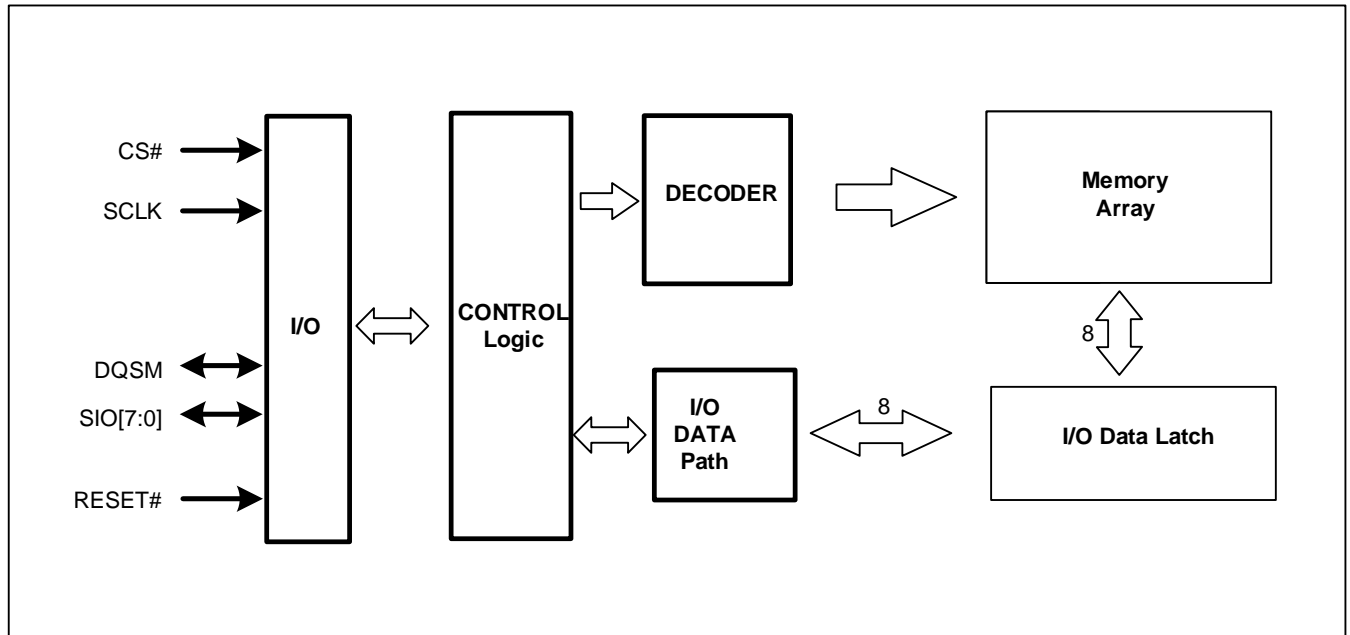 CS#
SCLK
DQSM
SIO[7:0]
RESET#
I/O
CONTROL
Logic
DECODER
I/O
DATA
Path
8
Memory
Array
8
I/O Data Latch